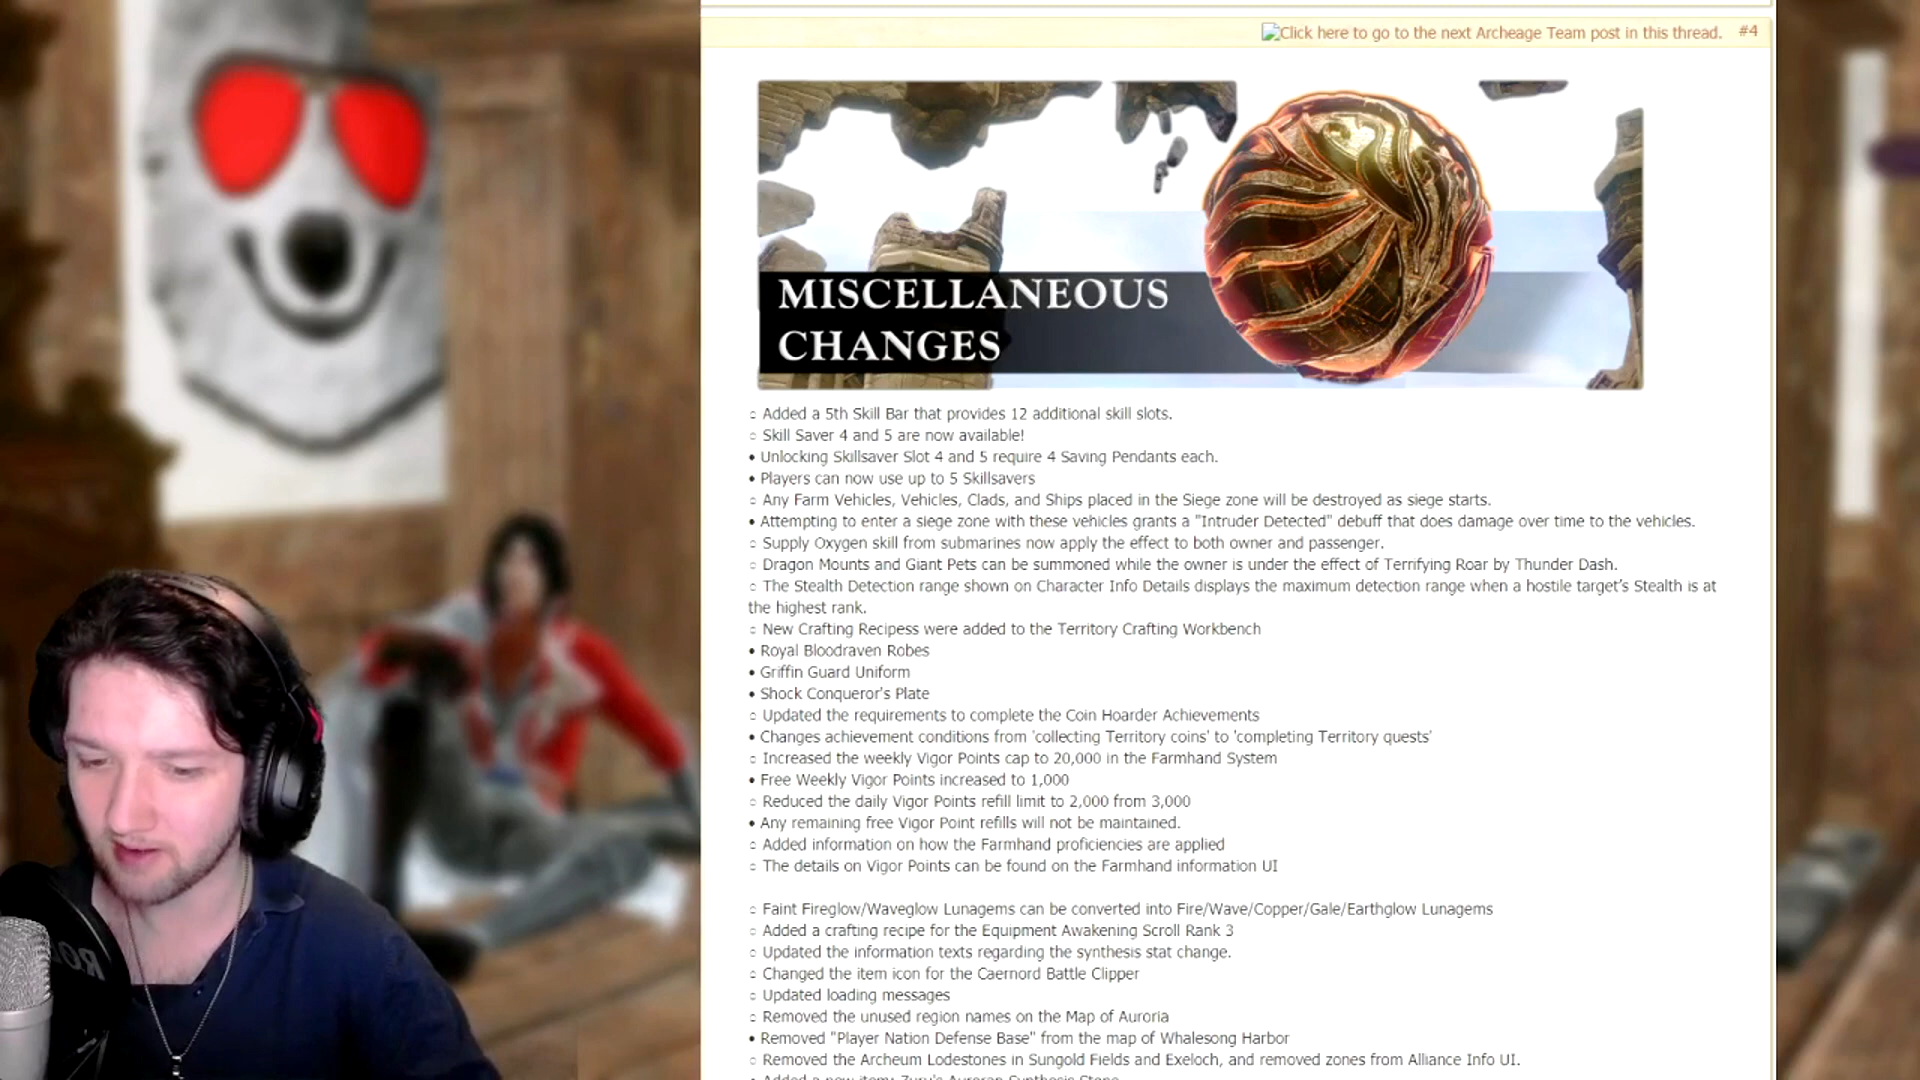 Click here to go to the next Archeage Team post in this thread. #4
MISCELLANEOUS
CHANGES
○ Added a 5th Skill Bar that provides 12 additional skill slots.
○ Skill Saver 4 and 5 are now available!
• Unlocking Skillsaver Slot 4 and 5 require 4 Saving Pendants each.
• Players can now use up to 5 Skillsavers
○ Any Farm Vehicles, Vehicles, Clads, and Ships placed in the Siege zone will be destroyed as siege starts.
• Attempting to enter a siege zone with these vehicles grants a "Intruder Detected" debuff that does damage over time to the vehicles.
○ Supply Oxygen skill from submarines now apply the effect to both owner and passenger.
○ Dragon Mounts and Giant Pets can be summoned while the owner is under the effect of Terrifying Roar by Thunder Dash.
○ The Stealth Detection range shown on Character Info Details displays the maximum detection range when a hostile target's Stealth is at
the highest rank.
○ New Crafting Recipess were added to the Territory Crafting Workbench
• Royal Bloodraven Robes
• Griffin Guard Uniform
• Shock Conqueror's Plate
○ Updated the requirements to complete the Coin Hoarder Achievements
• Changes achievement conditions from 'collecting Territory coins' to 'completing Territory quests'
○ Increased the weekly Vigor Points cap to 20,000 in the Farmhand System
• Free Weekly Vigor Points increased to 1,000
○ Reduced the daily Vigor Points refill limit to 2,000 from 3,000
• Any remaining free Vigor Point refills will not be maintained.
○ Added information on how the Farmhand proficiencies are applied
○ The details on Vigor Points can be found on the Farmhand information UI
○ Faint Fireglow/Waveglow Lunagems can be converted into Fire/Wave/Copper/Gale/Earthglow Lunagems
○ Added a crafting recipe for the Equipment Awakening Scroll Rank 3
○ Updated the information texts regarding the synthesis stat change.
○ Changed the item icon for the Caernord Battle Clipper
○ Updated loading messages
○ Removed the unused region names on the Map of Auroria
• Removed "Player Nation Defense Base" from the map of Whalesong Harbor
○ Removed the Archeum Lodestones in Sungold Fields and Exeloch, and removed zones from Alliance Info UI.
○ Added a new item: Zuru's Auroran Synthesis Stone